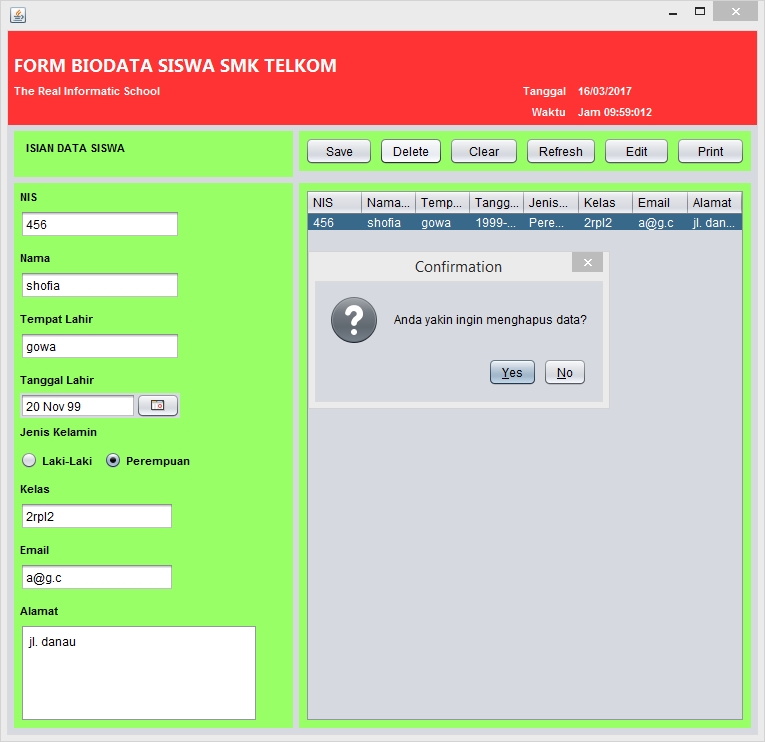 FORM BIODATA SISWA SMK TELKOM
The Real Informatic School
Tanggal 16/03/2017
Waktu Jam 09:59:012
ISIAN DATA SISWA
Save Delete Clear Refresh Edit Print
NIS
456
Nama
shofia
Tempat Lahir
gowa
Tanggal Lahir
20 Nov 99
Jenis Kelamin
Laki-Laki Perempuan
Kelas
2rpl2
Email
a@g.c
Alamat
jl. danau
NIS Nama... Temp... Tangg... Jenis... Kelas Email Alamat
456 shofia gowa 1999-... Pere... 2rpl2 a@g.c jl. dan...
Confirmation
Anda yakin ingin menghapus data?
Yes No